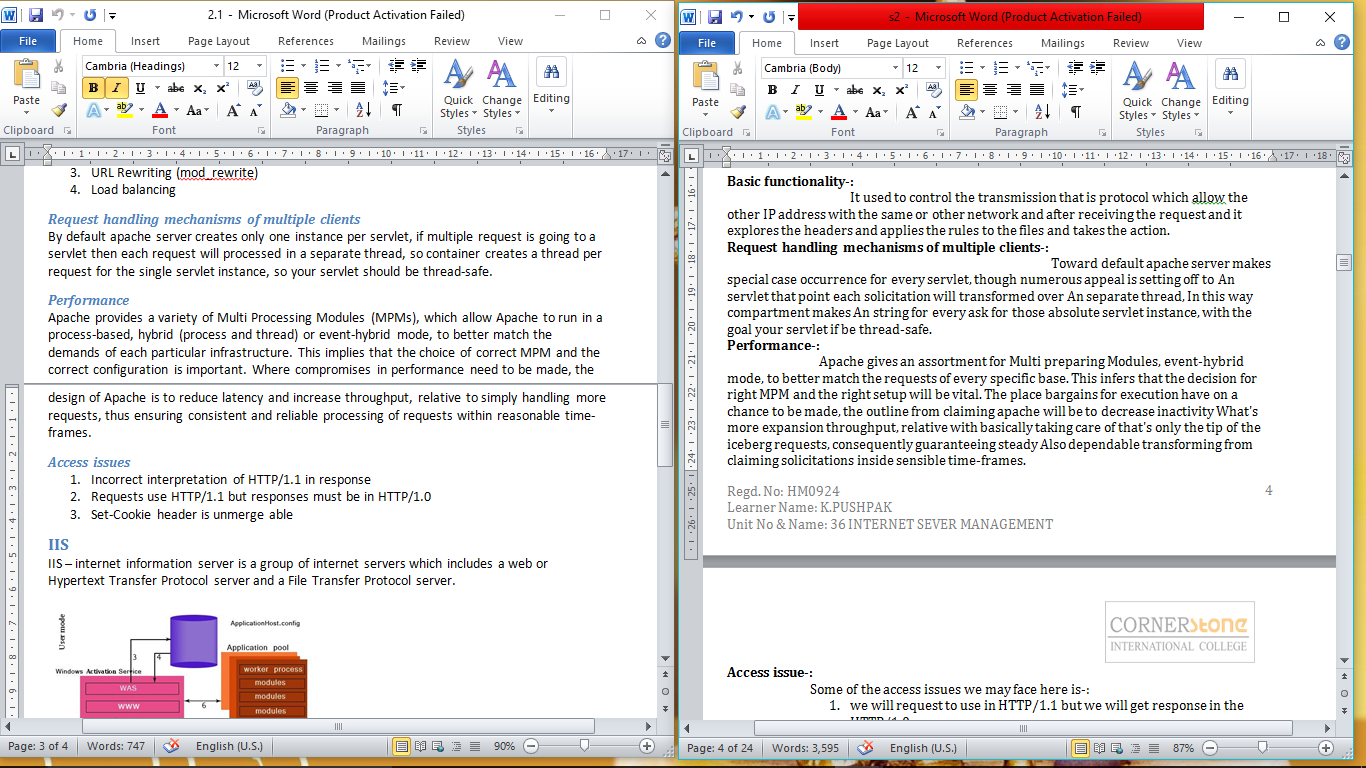 2.1 - Microsoft Word (Product Activation Failed)
File Home Insert Page Layout References Mailings Review View
Cambria (Headings) 12
Paste
Quick Styles
Change Styles
Editing
Clipboard Font Paragraph Styles
3. URL Rewriting (mod_rewrite)
4. Load balancing
Request handling mechanisms of multiple clients
By default apache server creates only one instance per servlet, if multiple request is going to a
servlet then each request will processed in a separate thread, so container creates a thread per
request for the single servlet instance, so your servlet should be thread-safe.
Performance
Apache provides a variety of Multi Processing Modules (MPMs), which allow Apache to run in a
process-based, hybrid (process and thread) or event-hybrid mode, to better match the
demands of each particular infrastructure. This implies that the choice of correct MPM and the
correct configuration is important. Where compromises in performance need to be made, the
design of Apache is to reduce latency and increase throughput, relative to simply handling more
requests, thus ensuring consistent and reliable processing of requests within reasonable time-
frames.
Access issues
1. Incorrect interpretation of HTTP/1.1 in response
2. Requests use HTTP/1.1 but responses must be in HTTP/1.0
3. Set-Cookie header is unmerge able
IIS
IIS – internet information server is a group of internet servers which includes a web or
Hypertext Transfer Protocol server and a File Transfer Protocol server.
User mode
ApplicationHost.config
Application pool
3 4
Windows Activation Service
worker process
WAS
modules
modules
WWW
6
modules
Page: 3 of 4 Words: 747 English (U.S.) 90%
s2 - Microsoft Word (Product Activation Failed)
File Home Insert Page Layout References Mailings Review View
Cambria (Body) 12
Paste
Quick Styles
Change Styles
Editing
Clipboard Font Paragraph Styles
Basic functionality-:
It used to control the transmission that is protocol which allow the
other IP address with the same or other network and after receiving the request and it
explores the headers and applies the rules to the files and takes the action.
Request handling mechanisms of multiple clients-:
Toward default apache server makes
special case occurrence for every servlet, though numerous appeal is setting off to An
servlet that point each solicitation will transformed over An separate thread, In this way
compartment makes An string for every ask for those absolute servlet instance, with the
goal your servlet if be thread-safe.
Performance-:
Apache gives an assortment for Multi preparing Modules, event-hybrid
mode, to better match the requests of every specific base. This infers that the decision for
right MPM and the right setup will be vital. The place bargains for execution have on a
chance to be made, the outline from claiming apache will be to decrease inactivity What's
more expansion throughput, relative with basically taking care of that's only the tip of the
iceberg requests, consequently guaranteeing steady Also dependable transforming from
claiming solicitations inside sensible time-frames.
Regd. No: HM0924 4
Learner Name: K.PUSHPAK
Unit No & Name: 36 INTERNET SEVER MANAGEMENT
CORNERstone
INTERNATIONAL COLLEGE
Access issue-:
Some of the access issues we may face here is-:
1. we will request to use in HTTP/1.1 but we will get response in the
HTTP/1.0
Page: 4 of 24 Words: 3,595 English (U.S.) 87%